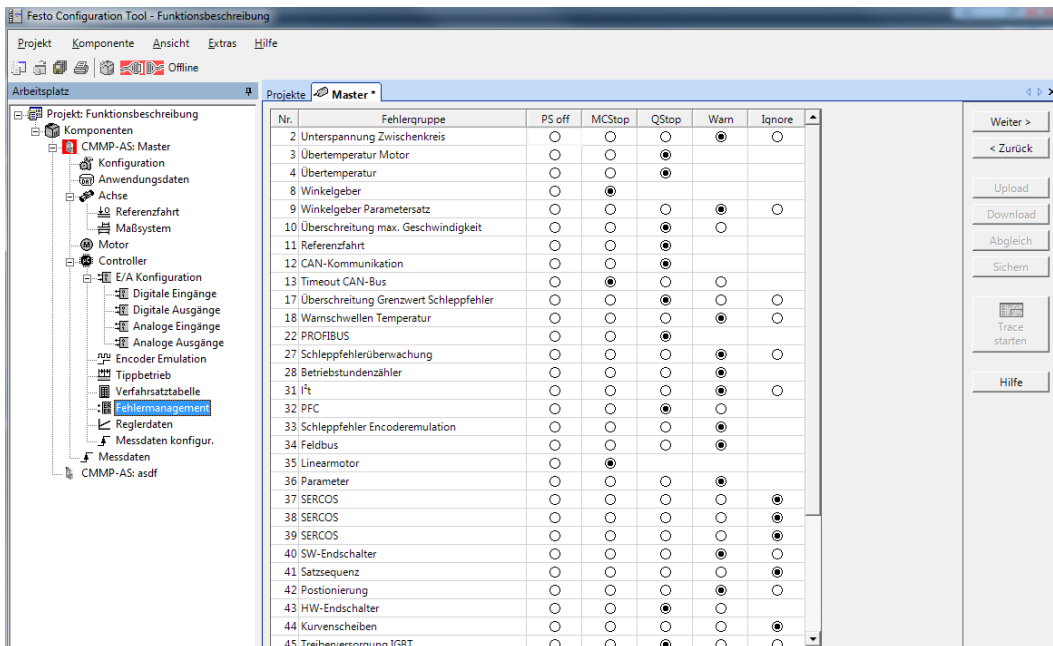 Festo Configuration Tool - Funktionsbeschreibung
Projekt Komponente Ansicht Extras Hilfe
Offline
Arbeitsplatz
Projekt: Funktionsbeschreibung
Komponenten
CMMP-AS: Master
Konfiguration
Anwendungsdaten
Achse
Referenzfahrt
Maßsystem
Motor
Controller
E/A Konfiguration
Digitale Eingänge
Digitale Ausgänge
Analoge Eingänge
Analoge Ausgänge
Encoder Emulation
Tippbetrieb
Verfahrsatztabelle
Fehlermanagement
Reglerdaten
Messdaten konfigur.
Messdaten
CMMP-AS: asdf
Projekte Master *
Nr. Fehlergruppe PS off MCStop QStop Warn Ignore
2 Unterspannung Zwischenkreis
3 Übertemperatur Motor
4 Übertemperatur
8 Winkelgeber
9 Winkelgeber Parametersatz
10 Überschreitung max. Geschwindigkeit
11 Referenzfahrt
12 CAN-Kommunikation
13 Timeout CAN-Bus
17 Überschreitung Grenzwert Schleppfehler
18 Warnschwellen Temperatur
22 PROFIBUS
27 Schleppfehlerüberwachung
28 Betriebstundenzähler
31 I²t
32 PFC
33 Schleppfehler Encoderemulation
34 Feldbus
35 Linearmotor
36 Parameter
37 SERCOS
38 SERCOS
39 SERCOS
40 SW-Endschalter
41 Satzsequenz
42 Postionierung
43 HW-Endschalter
44 Kurvenscheiben
45 Treiberversorgung IGBT
Weiter >
< Zurück
Upload
Download
Abgleich
Sichern
Trace
starten
Hilfe